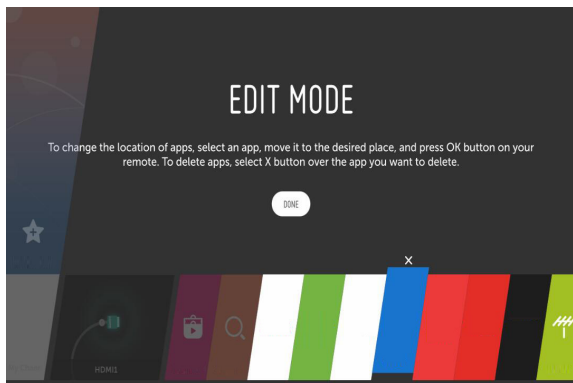 EDIT MODE
To change the location of apps, select an app, move it to the desired place, and press OK button on your
remote. To delete apps, select X button over the app you want to delete.
DONE
X
HDMI1